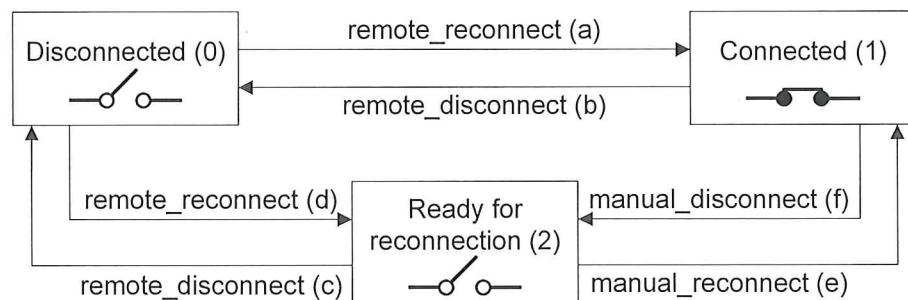 remote_reconnect (a)
Disconnected (0)
Connected (1)
remote_disconnect (b)
remote_reconnect (d)
manual_disconnect (f)
Ready for
reconnection (2)
remote_disconnect (c)
manual_reconnect (e)